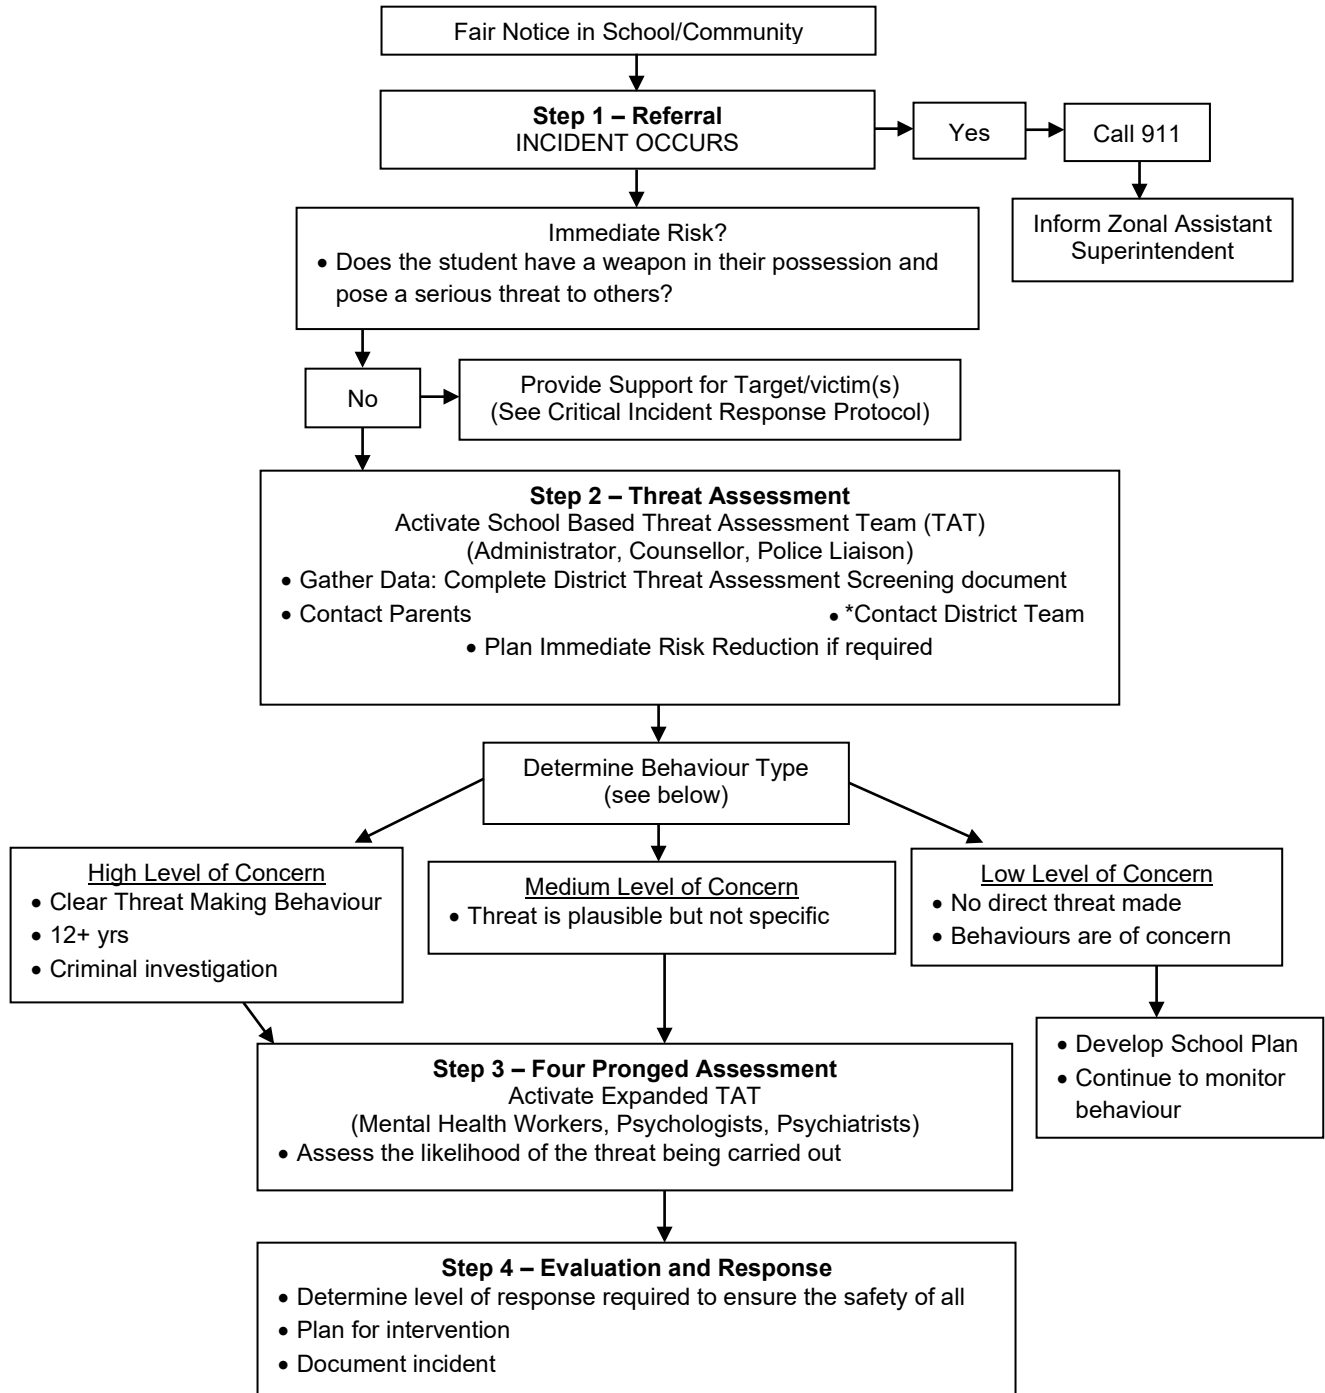 Fair Notice in School/Community
Step 1 – Referral
INCIDENT OCCURS
Yes
Call 911
Inform Zonal Assistant
Superintendent
Immediate Risk?
• Does the student have a weapon in their possession and
pose a serious threat to others?
No
Provide Support for Target/victim(s)
(See Critical Incident Response Protocol)
Step 2 – Threat Assessment
Activate School Based Threat Assessment Team (TAT)
(Administrator, Counsellor, Police Liaison)
• Gather Data: Complete District Threat Assessment Screening document
• Contact Parents • *Contact District Team
• Plan Immediate Risk Reduction if required
Determine Behaviour Type
(see below)
High Level of Concern
• Clear Threat Making Behaviour
• 12+ yrs
• Criminal investigation
Medium Level of Concern
• Threat is plausible but not specific
Low Level of Concern
• No direct threat made
• Behaviours are of concern
• Develop School Plan
• Continue to monitor
behaviour
Step 3 – Four Pronged Assessment
Activate Expanded TAT
(Mental Health Workers, Psychologists, Psychiatrists)
• Assess the likelihood of the threat being carried out
Step 4 – Evaluation and Response
• Determine level of response required to ensure the safety of all
• Plan for intervention
• Document incident